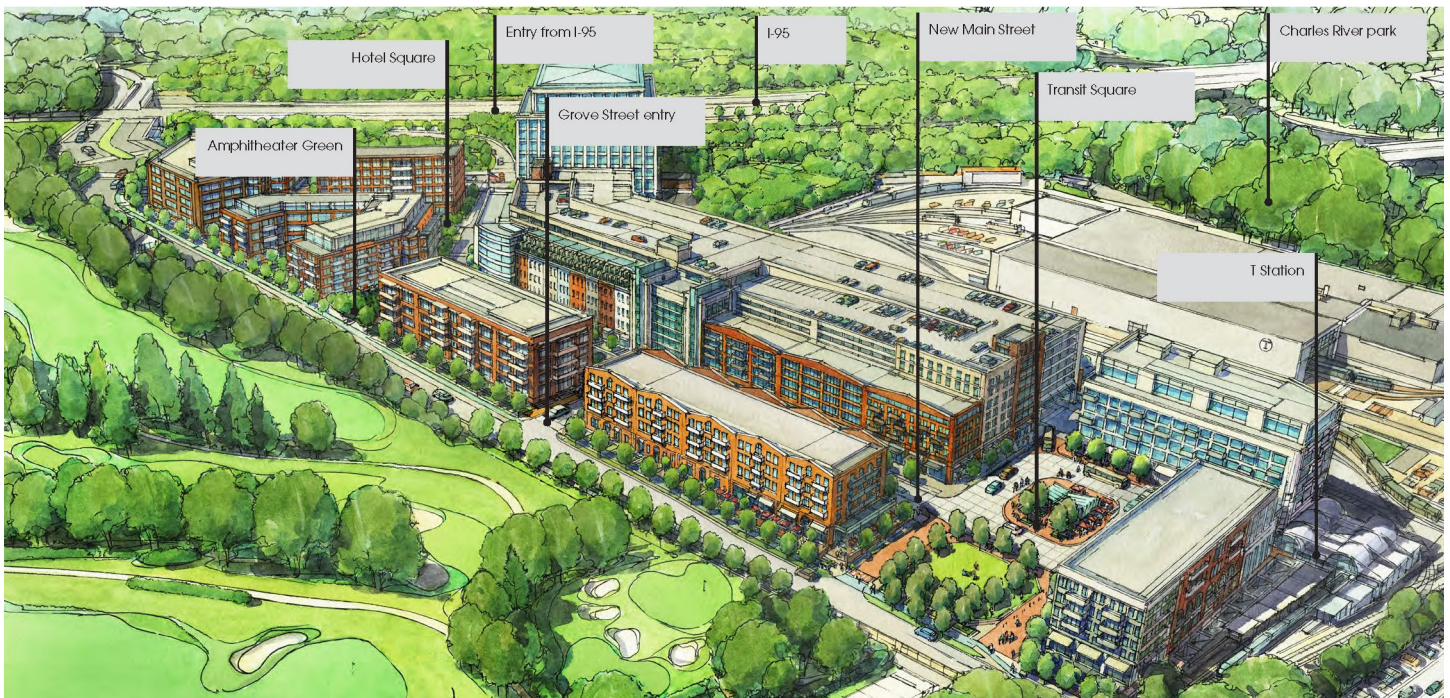 Entry from I-95
I-95
New Main Street
Charles River park
Hotel Square
Transit Square
Grove Street entry
Amphitheater Green
T Station
T